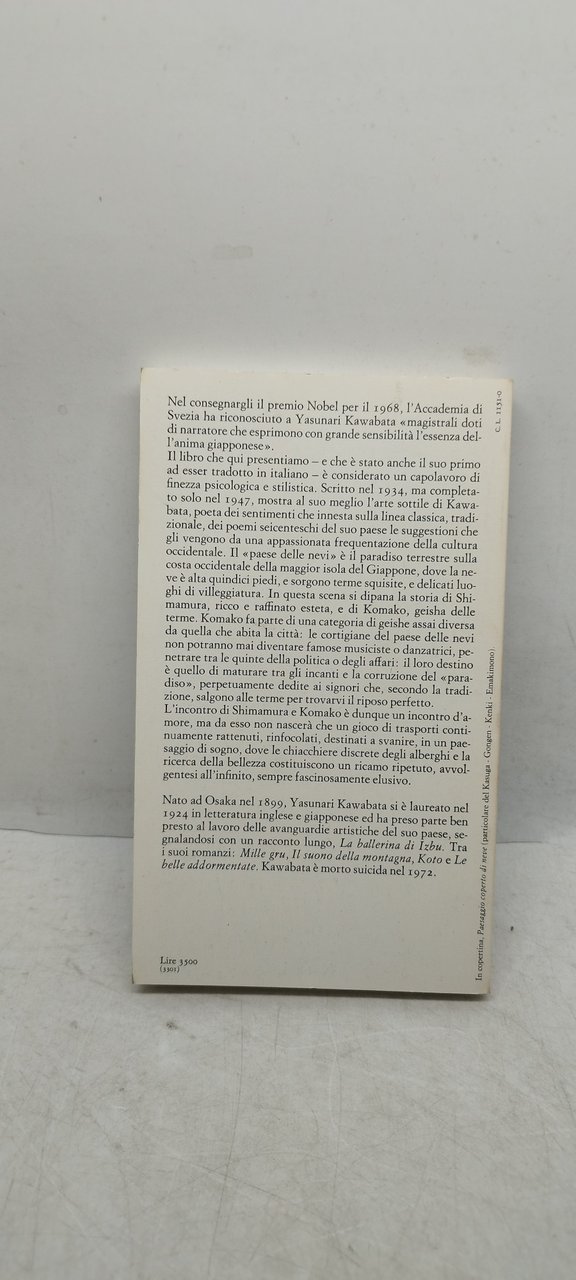 Nel consegnargli il premio Nobel per il 1968, l'Accademia di
Svezia ha riconosciuto a Yasunari Kawabata «magistrali doti
di narratore che esprimono con grande sensibilità l'essenza del-
l'anima giapponese».
Il libro che qui presentiamo – e che è stato anche il suo primo
ad esser tradotto in italiano – è considerato un capolavoro di
finezza psicologica e stilistica. Scritto nel 1934, ma completa-
to solo nel 1947, mostra al suo meglio l'arte sottile di Kawa-
bata, poeta dei sentimenti che innesta sulla linea classica, tradi-
zionale, dei poemi seicenteschi del suo paese le suggestioni che
gli vengono da una appassionata frequentazione della cultura
occidentale. Il «paese delle nevi» è il paradiso terrestre sulla
costa occidentale della maggior isola del Giappone, dove la ne-
ve è alta quindici piedi, e sorgono terme squisite, e delicati luo-
ghi di villeggiatura. In questa scena si dipana la storia di Shi-
mamura, ricco e raffinato esteta, e di Komako, geisha delle
terme. Komako fa parte di una categoria di geishe assai diversa
da quella che abita la città: le cortigiane del paese delle nevi
non potranno mai diventare famose musiciste o danzatrici, pe-
netrare tra le quinte della politica o degli affari: il loro destino
è quello di maturare tra gli incanti e la corruzione del «para-
diso», perpetuamente dedite ai signori che, secondo la tradi-
zione, salgono alle terme per trovarvi il riposo perfetto.
L'incontro di Shimamura e Komako è dunque un incontro d'a-
more, ma da esso non nascerà che un gioco di trasporti conti-
nuamente rattenuti, rinfocolati, destinati a svanire, in un pae-
saggio di sogno, dove le chiacchiere discrete degli alberghi e la
ricerca della bellezza costituiscono un ricamo ripetuto, avvol-
gentesi all'infinito, sempre fascinosamente elusivo.
Nato ad Osaka nel 1899, Yasunari Kawabata si è laureato nel
1924 in letteratura inglese e giapponese ed ha preso parte ben
presto al lavoro delle avanguardie artistiche del suo paese, se-
gnalandosi con un racconto lungo, La ballerina di Izbu. Tra
i suoi romanzi: Mille gru, Il suono della montagna, Koto e Le
belle addormentate. Kawabata è morto suicida nel 1972.
Lire 3500
(3301)
In copertina, Paesaggio coperto di neve (particolare del Kasuga - Gongen - Kenki - Emakimono).
C. L. 1151-0